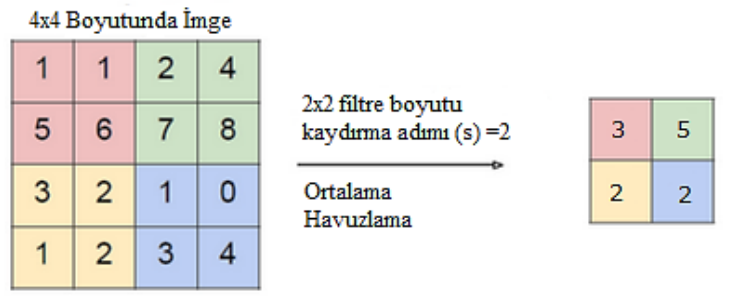 4x4 Boyutunda İmge
1 1 2 4
5 6 7 8
3 2 1 0
1 2 3 4
2x2 filtre boyutu
kaydırma adımı (s) =2
Ortalama
Havuzlama
3 5
2 2